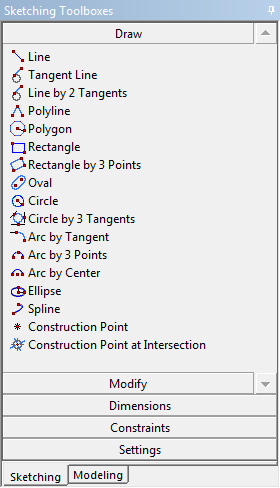 Sketching Toolboxes
Draw
Line
Tangent Line
Line by 2 Tangents
Polyline
Polygon
Rectangle
Rectangle by 3 Points
Oval
Circle
Circle by 3 Tangents
Arc by Tangent
Arc by 3 Points
Arc by Center
Ellipse
Spline
Construction Point
Construction Point at Intersection
Modify
Dimensions
Constraints
Settings
Sketching Modeling